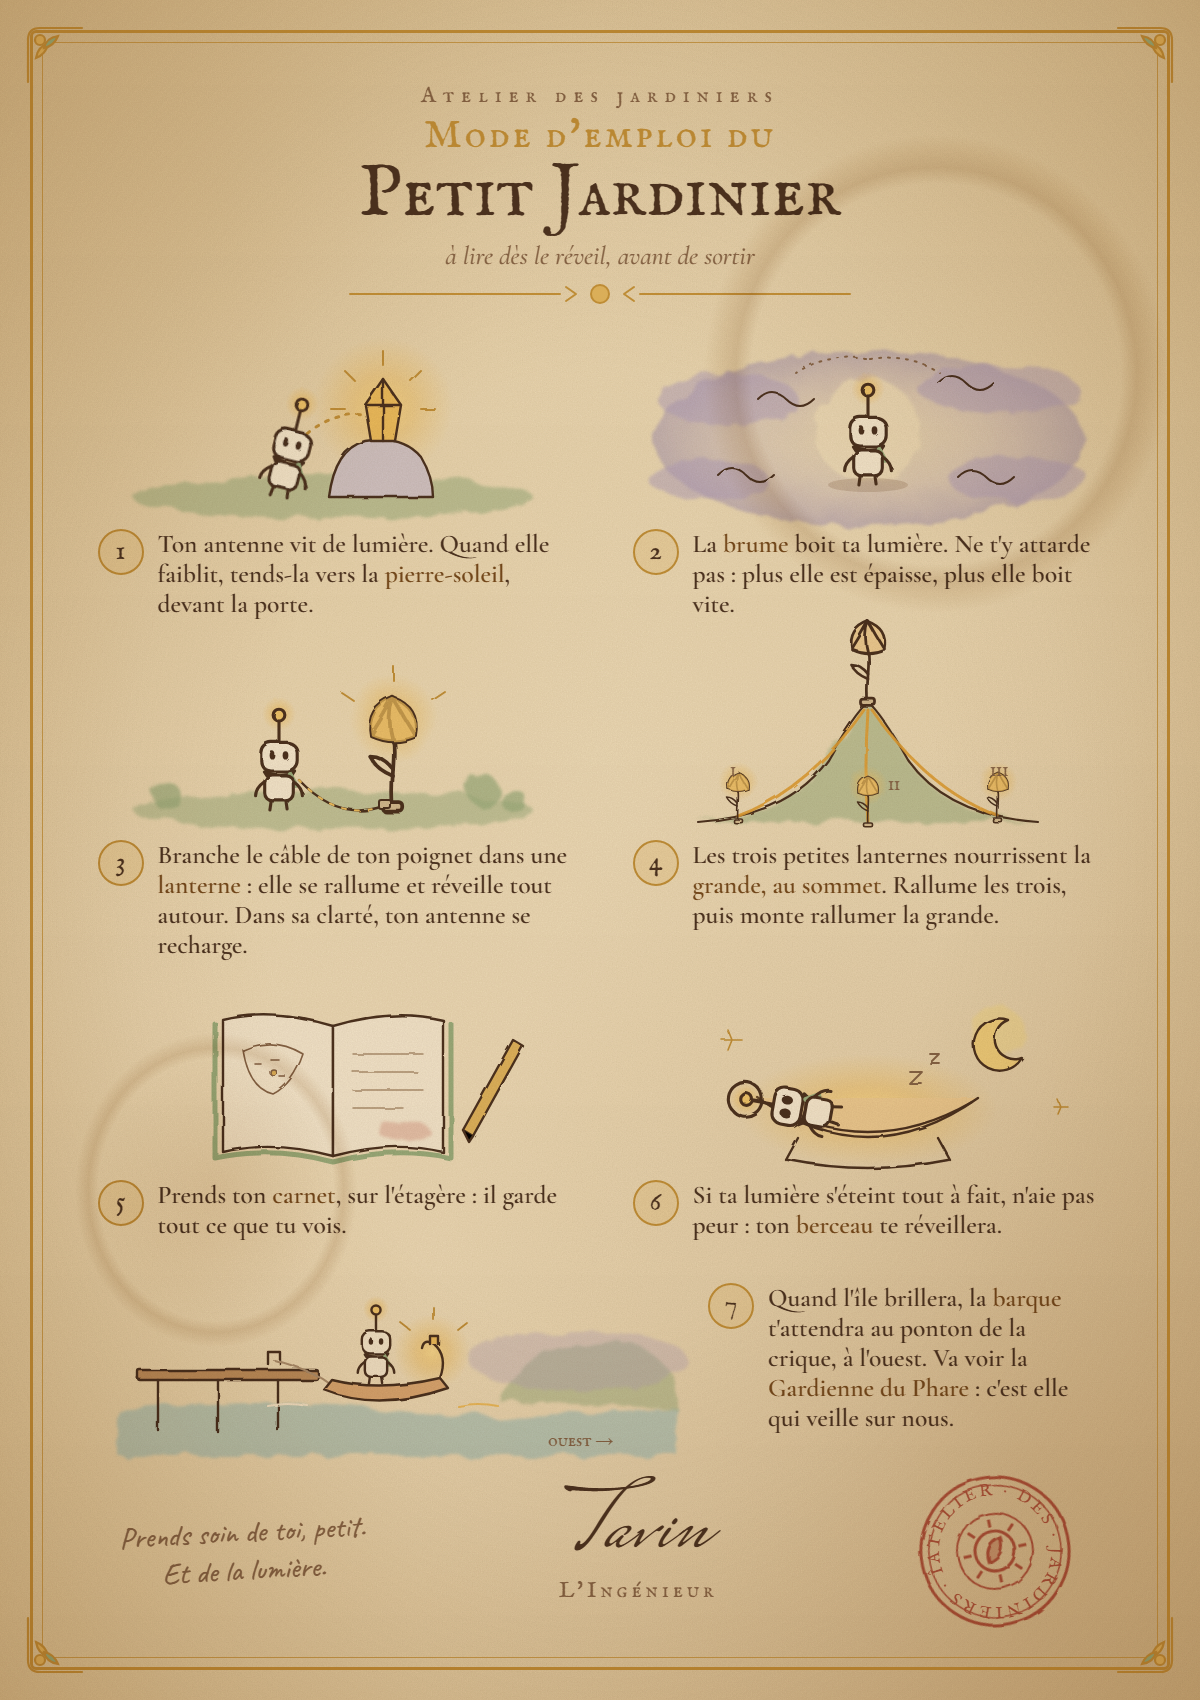 Atelier des Jardiniers
Mode d’emploi du
Petit Jardinier
à lire dès le réveil, avant de sortir
1
Ton antenne vit de lumière. Quand elle
faiblit, tends-la vers la pierre-soleil,
devant la porte.
2
La brume boit ta lumière. Ne t'y attarde
pas : plus elle est épaisse, plus elle boit
vite.
I
II
III
3
Branche le câble de ton poignet dans une
lanterne : elle se rallume et réveille tout
autour. Dans sa clarté, ton antenne se
recharge.
4
Les trois petites lanternes nourrissent la
grande, au sommet. Rallume les trois,
puis monte rallumer la grande.
z
z
5
Prends ton carnet, sur l'étagère : il garde
tout ce que tu vois.
6
Si ta lumière s'éteint tout à fait, n'aie pas
peur : ton berceau te réveillera.
7
Quand l'île brillera, la barque
t'attendra au ponton de la
crique, à l'ouest. Va voir la
Gardienne du Phare : c'est elle
qui veille sur nous.
OUEST →
Prends soin de toi, petit.
Et de la lumière.
Tavin
L’Ingénieur
ATELIER · DES · JARDINIERS ·